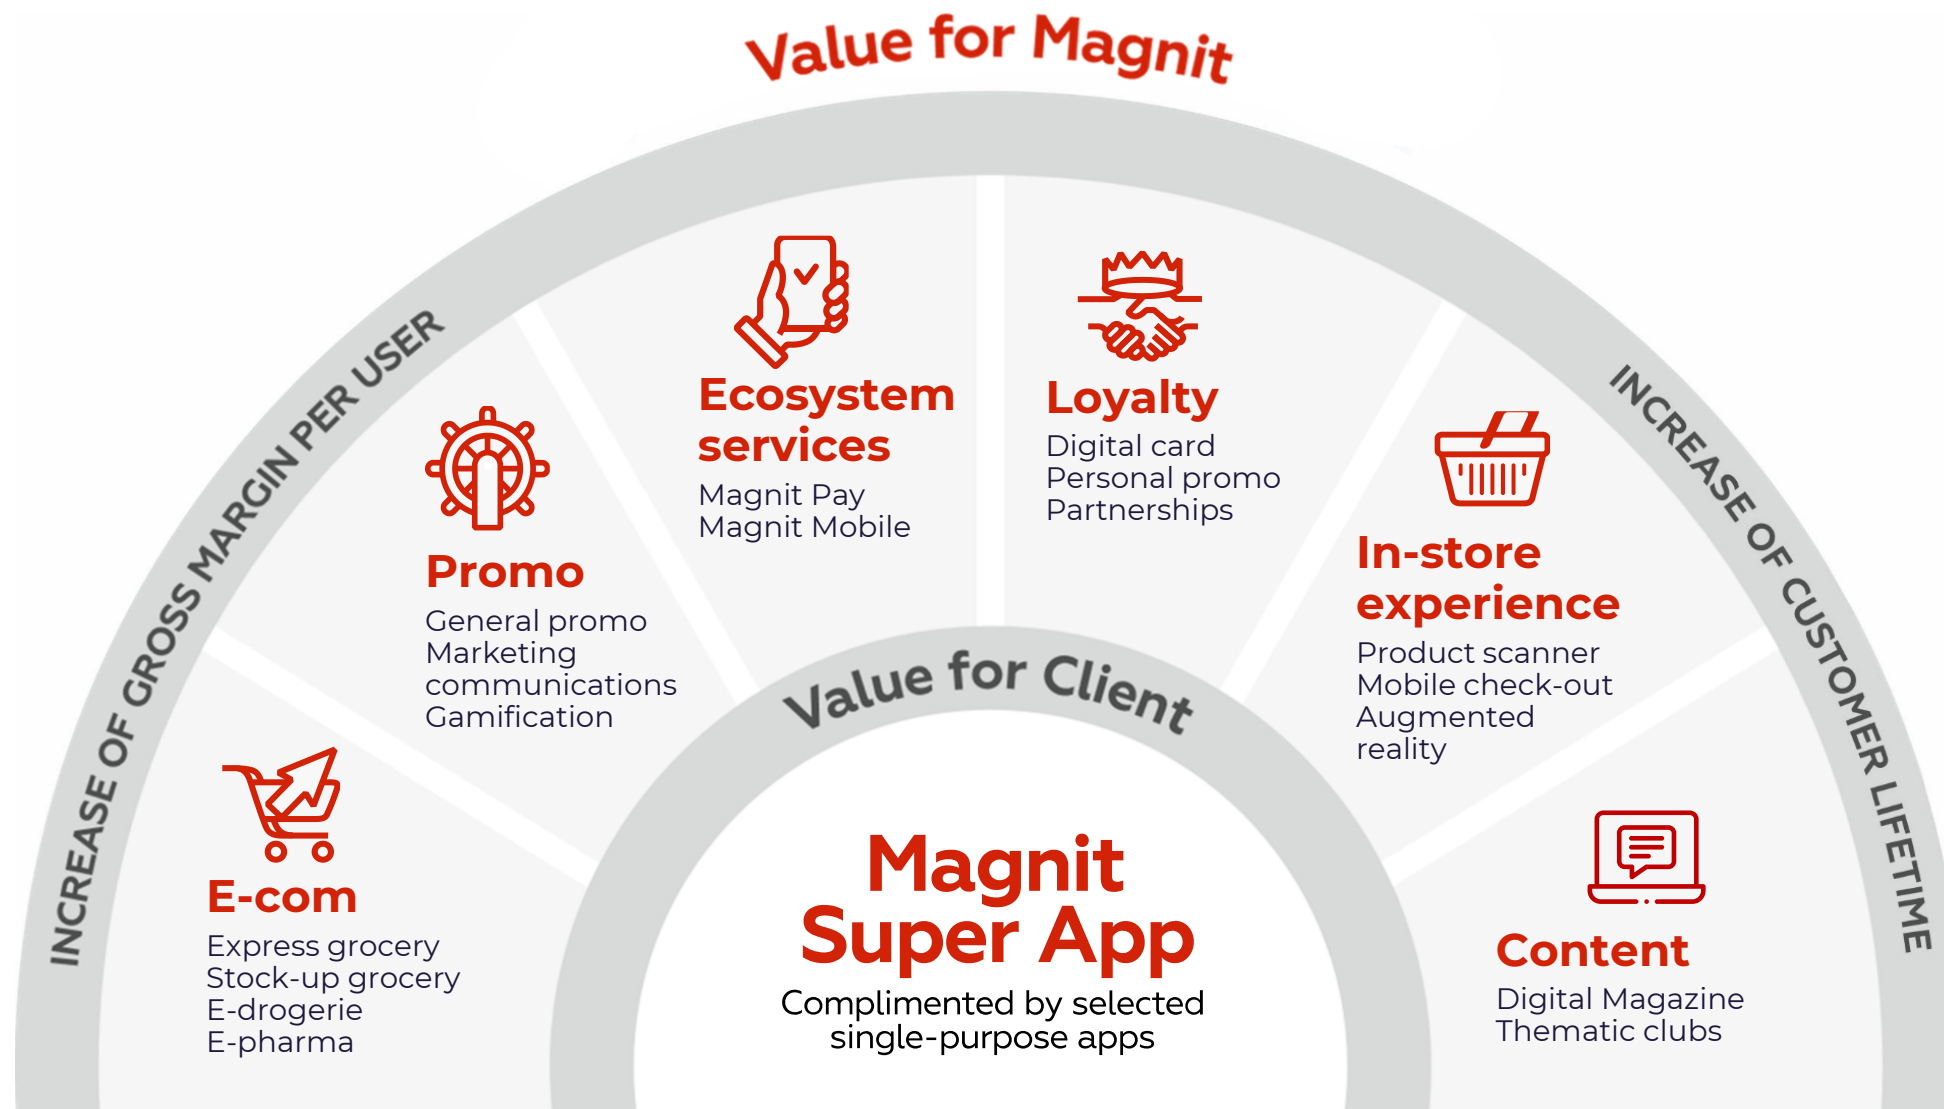 Value for Magnit
INCREASE OF GROSS MARGIN PER USER
INCREASE OF CUSTOMER LIFETIME
E-com
Express grocery
Stock-up grocery
E-drogerie
E-pharma
Promo
General promo
Marketing
communications
Gamification
Ecosystem
services
Magnit Pay
Magnit Mobile
Loyalty
Digital card
Personal promo
Partnerships
In-store
experience
Product scanner
Mobile check-out
Augmented
reality
Content
Digital Magazine
Thematic clubs
Value for Client
Magnit
Super App
Complimented by selected
single-purpose apps